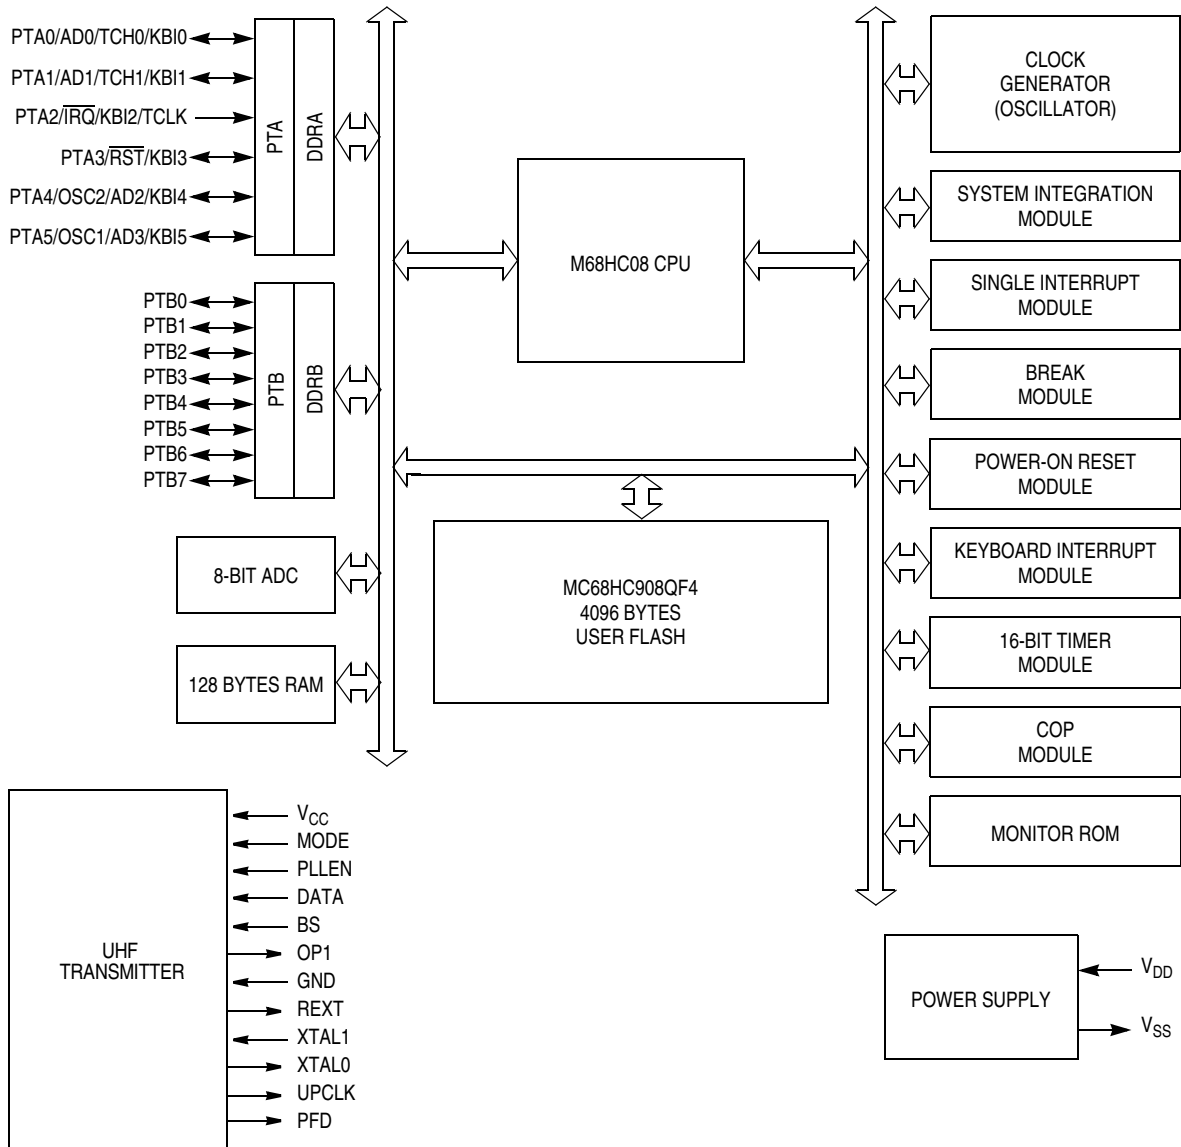 PTA0/AD0/TCH0/KBI0
PTA1/AD1/TCH1/KBI1
PTA2/I̅R̅Q̅/KBI2/TCLK
PTA3/R̅S̅T̅/KBI3
PTA4/OSC2/AD2/KBI4
PTA5/OSC1/AD3/KBI5
PTA
DDRA
PTB0
PTB1
PTB2
PTB3
PTB4
PTB5
PTB6
PTB7
PTB
DDRB
8-BIT ADC
128 BYTES RAM
M68HC08 CPU
MC68HC908QF4
4096 BYTES
USER FLASH
CLOCK
GENERATOR
(OSCILLATOR)
SYSTEM INTEGRATION
MODULE
SINGLE INTERRUPT
MODULE
BREAK
MODULE
POWER-ON RESET
MODULE
KEYBOARD INTERRUPT
MODULE
16-BIT TIMER
MODULE
COP
MODULE
MONITOR ROM
UHF
TRANSMITTER
VCC
MODE
PLLEN
DATA
BS
OP1
GND
REXT
XTAL1
XTAL0
UPCLK
PFD
POWER SUPPLY
VDD
VSS